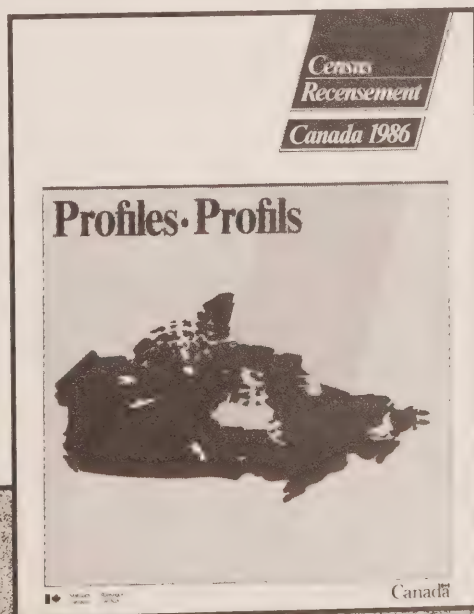 Census
Recensement
Canada 1986
Profiles • Profils
Canada